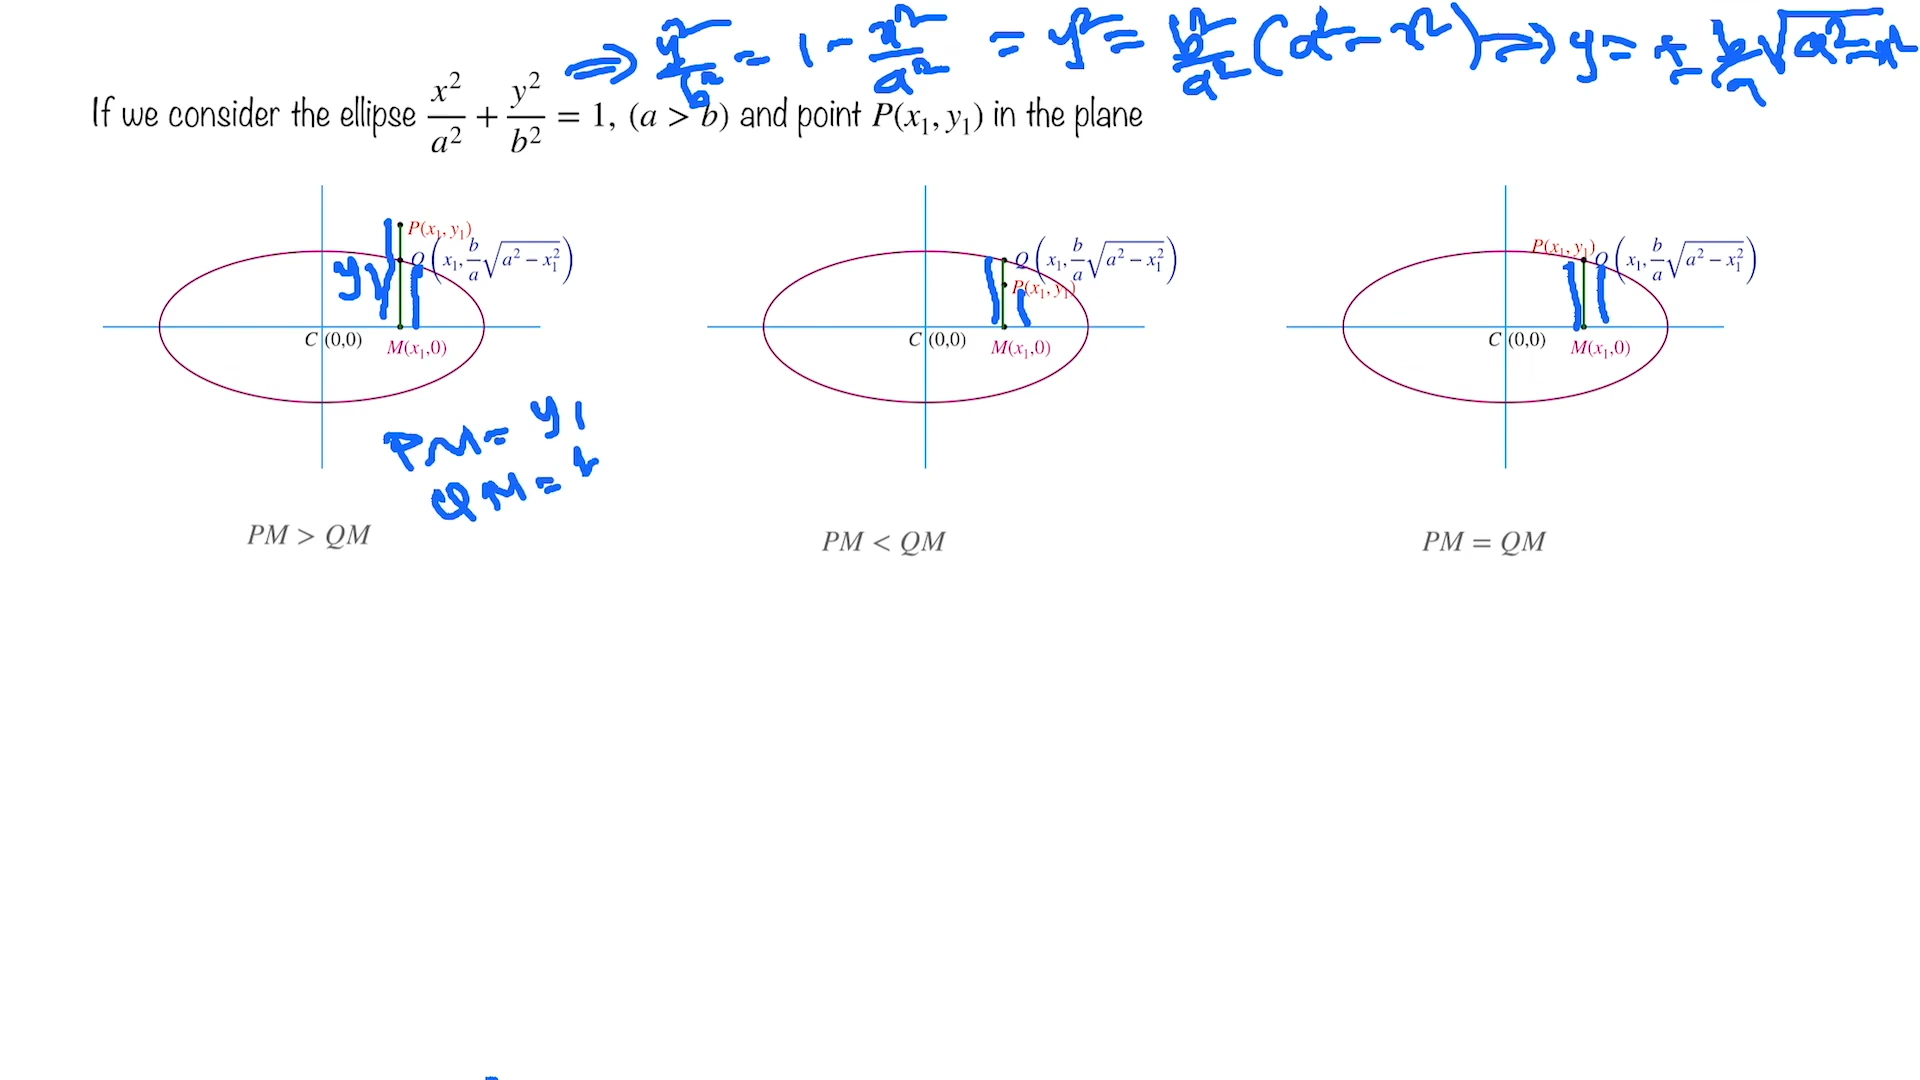 ⇒ y²/b² = 1 - x²/a² = y² = b²/a² (a² - x²) ⇒ y = ± b/a √(a² - x²
If we consider the ellipse x²/a² + y²/b² = 1, (a > b) and point P(x₁, y₁) in the plane
P(x₁, y₁)
Q (x₁, b/a √(a² − x₁²))
y
C (0,0)
M(x₁,0)
Q (x₁, b/a √(a² − x₁²))
P(x₁, y₁)
C (0,0)
M(x₁,0)
P(x₁, y₁)
Q (x₁, b/a √(a² − x₁²))
C (0,0)
M(x₁,0)
PM = y1
QM =
PM > QM
PM < QM
PM = QM